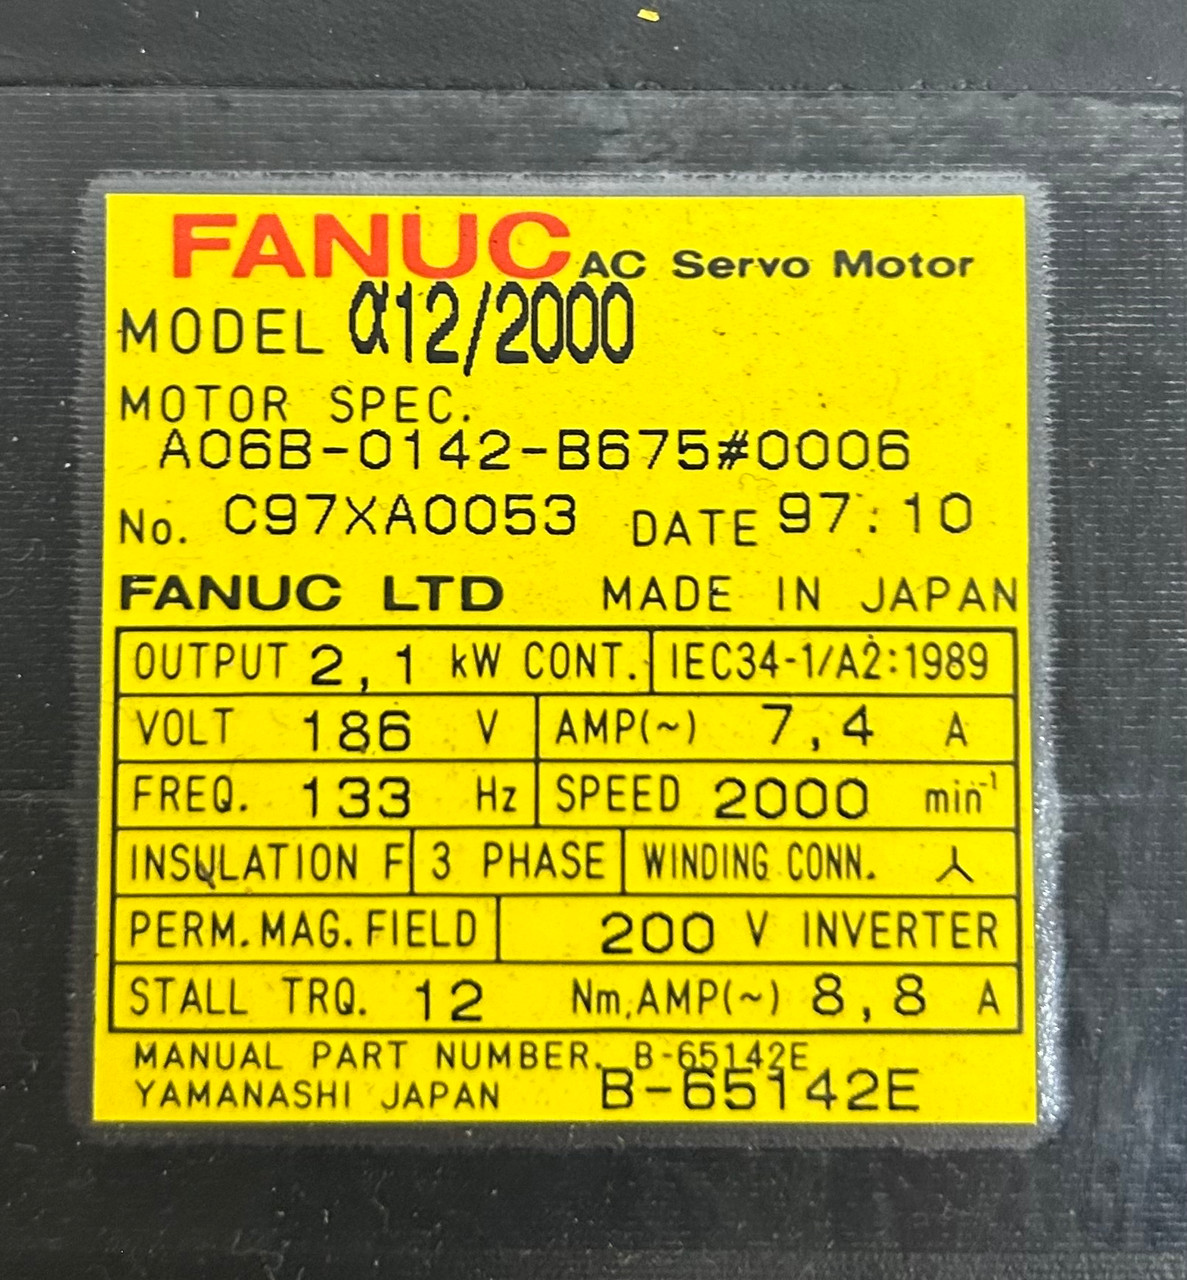 FANUC AC Servo Motor
MODEL α12/2000
MOTOR SPEC.
A06B-0142-B675#0006
No. C97XA0053 DATE 97:10
FANUC LTD MADE IN JAPAN
OUTPUT 2,1 kW CONT. IEC34-1/A2:1989
VOLT 186 V AMP(~) 7,4 A
FREQ. 133 Hz SPEED 2000 min⁻¹
INSULATION F 3 PHASE WINDING CONN. ⅄
PERM.MAG.FIELD 200 V INVERTER
STALL TRQ. 12 Nm,AMP(~) 8,8 A
MANUAL PART NUMBER. B-65142E
YAMANASHI JAPAN B-65142E